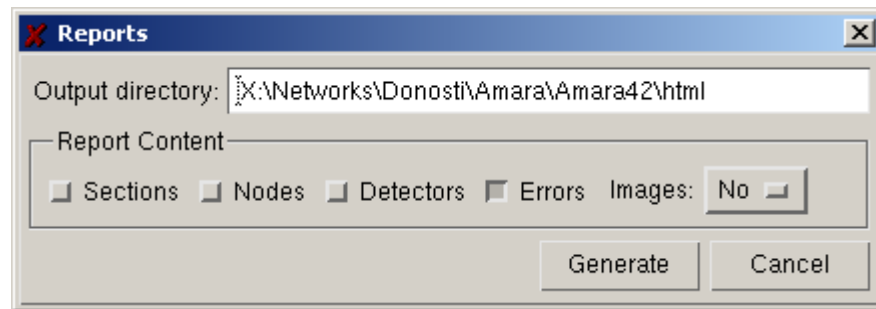 Reports
Output directory: X:\Networks\Donosti\Amara\Amara42\html
Report Content
Sections Nodes Detectors Errors Images: No
Generate Cancel